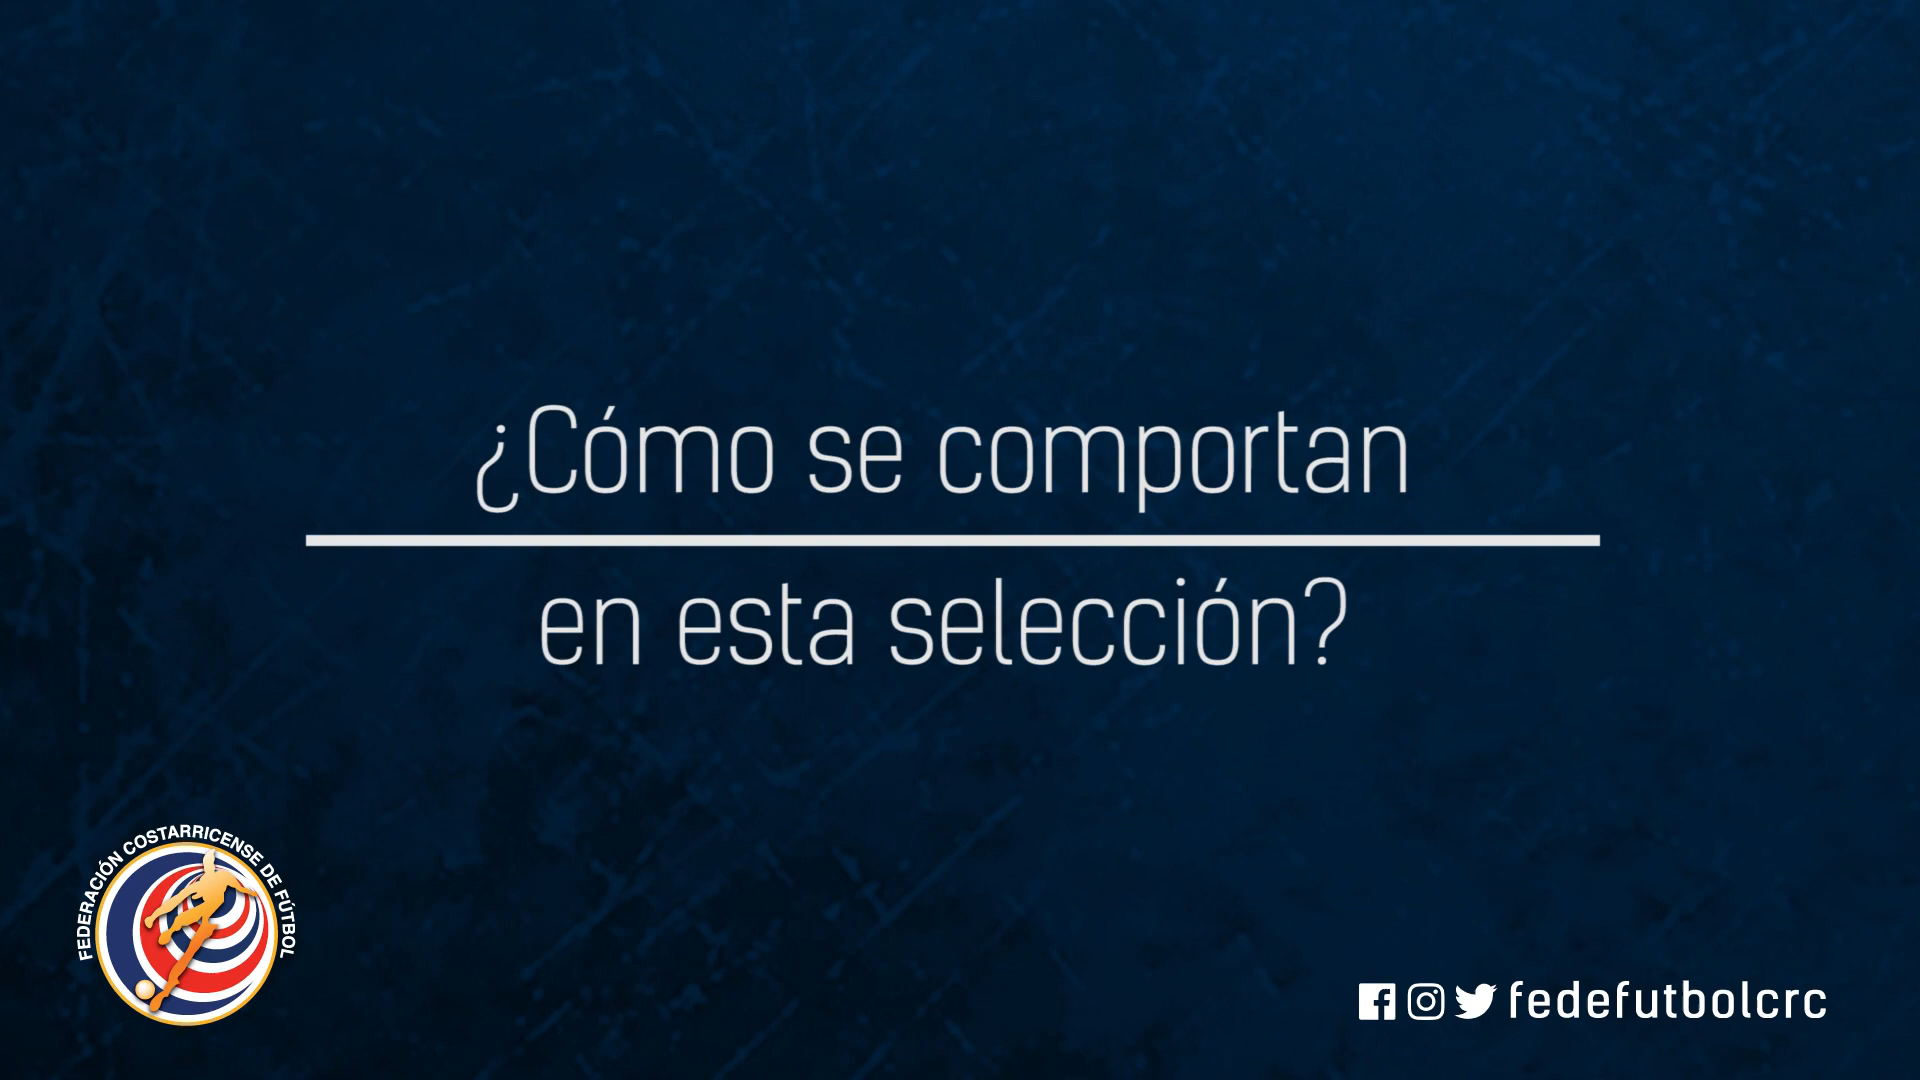 ¿Cómo se comportan
en esta selección?
FEDERACIÓN COSTARRICENSE DE FÚTBOL
fedefutbolcrc